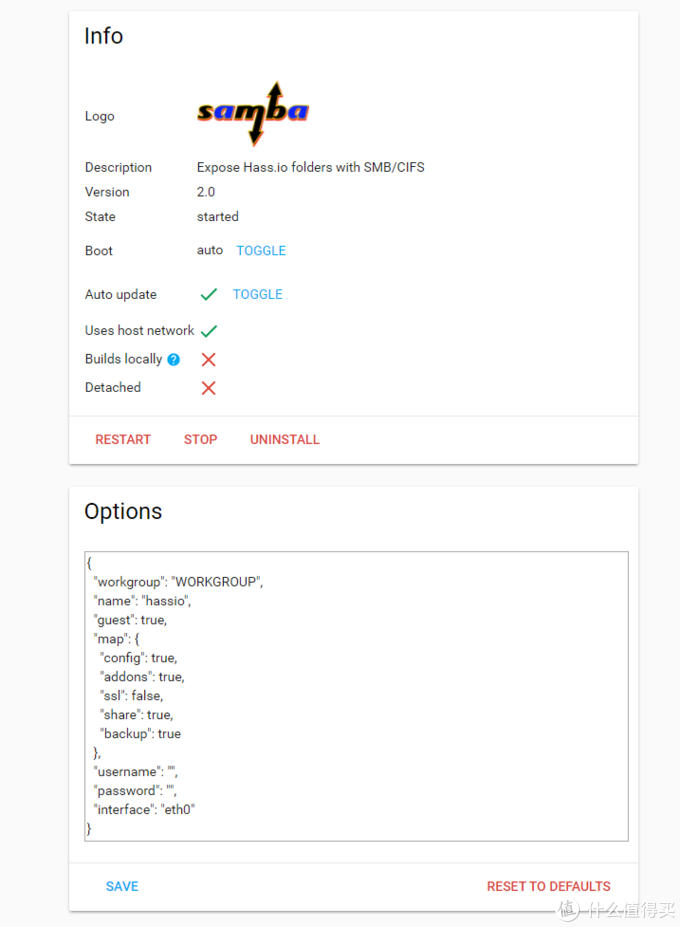 Info
Logo
samba
Description Expose Hass.io folders with SMB/CIFS
Version 2.0
State started
Boot auto TOGGLE
Auto update TOGGLE
Uses host network
Builds locally ?
Detached
RESTART STOP UNINSTALL
Options
{
"workgroup": "WORKGROUP",
"name": "hassio",
"guest": true,
"map": {
"config": true,
"addons": true,
"ssl": false,
"share": true,
"backup": true
},
"username": "",
"password": "",
"interface": "eth0"
}
SAVE RESET TO DEFAULTS
值 什么值得买